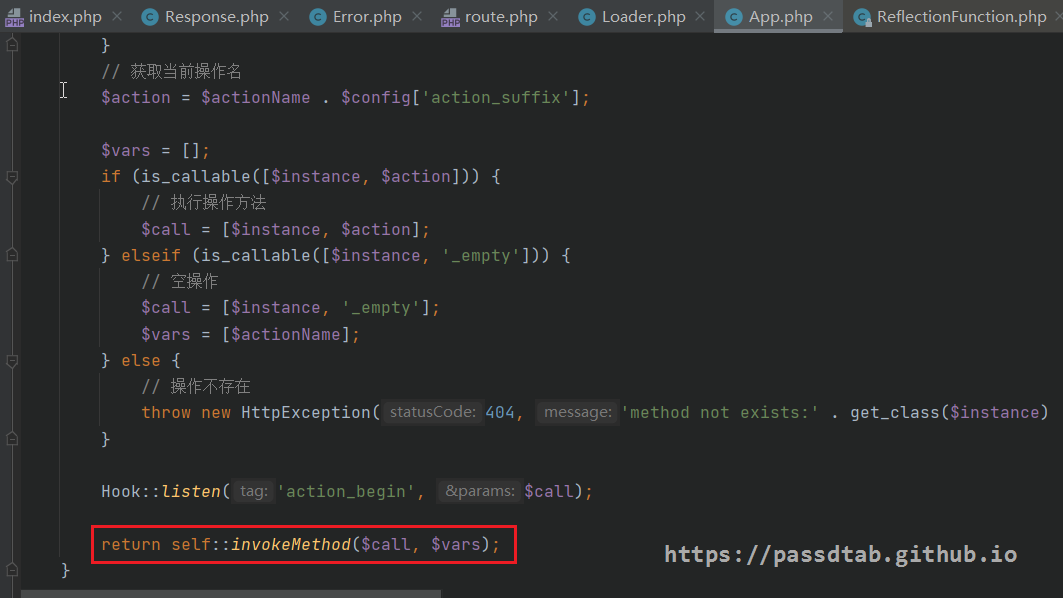 index.php Response.php Error.php route.php Loader.php App.php ReflectionFunction.php
}
// 获取当前操作名
$action = $actionName . $config['action_suffix'];
$vars = [];
if (is_callable([$instance, $action])) {
// 执行操作方法
$call = [$instance, $action];
} elseif (is_callable([$instance, '_empty'])) {
// 空操作
$call = [$instance, '_empty'];
$vars = [$actionName];
} else {
// 操作不存在
throw new HttpException( statusCode: 404, message: 'method not exists:' . get_class($instance)
}
Hook::listen( tag: 'action_begin', &params: $call);
return self::invokeMethod($call, $vars);
}
https://passdtab.github.io